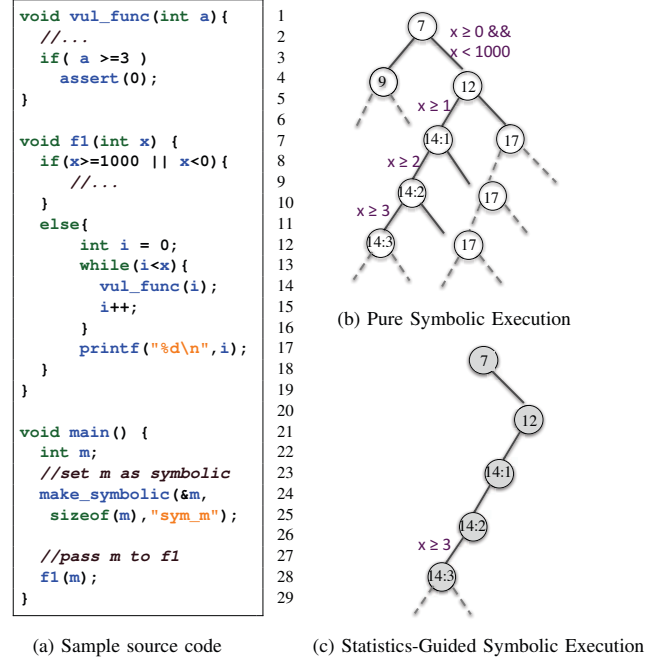 void vul_func(int a){ 1
//... 2
if( a >=3 ) 3
assert(0); 4
} 5
6
void f1(int x) { 7
if(x>=1000 || x<0){ 8
//... 9
} 10
else{ 11
int i = 0; 12
while(i<x){ 13
vul_func(i); 14
i++; 15
} 16
printf("%d\n",i); 17
} 18
} 19
20
void main() { 21
int m; 22
//set m as symbolic 23
make_symbolic(&m, 24
sizeof(m),"sym_m"); 25
26
//pass m to f1 27
f1(m); 28
} 29
(a) Sample source code
7
x ≥ 0 &&
x < 1000
9
12
x ≥ 1
14:1
17
x ≥ 2
14:2
17
x ≥ 3
14:3
17
(b) Pure Symbolic Execution
7
12
14:1
14:2
x ≥ 3
14:3
(c) Statistics-Guided Symbolic Execution